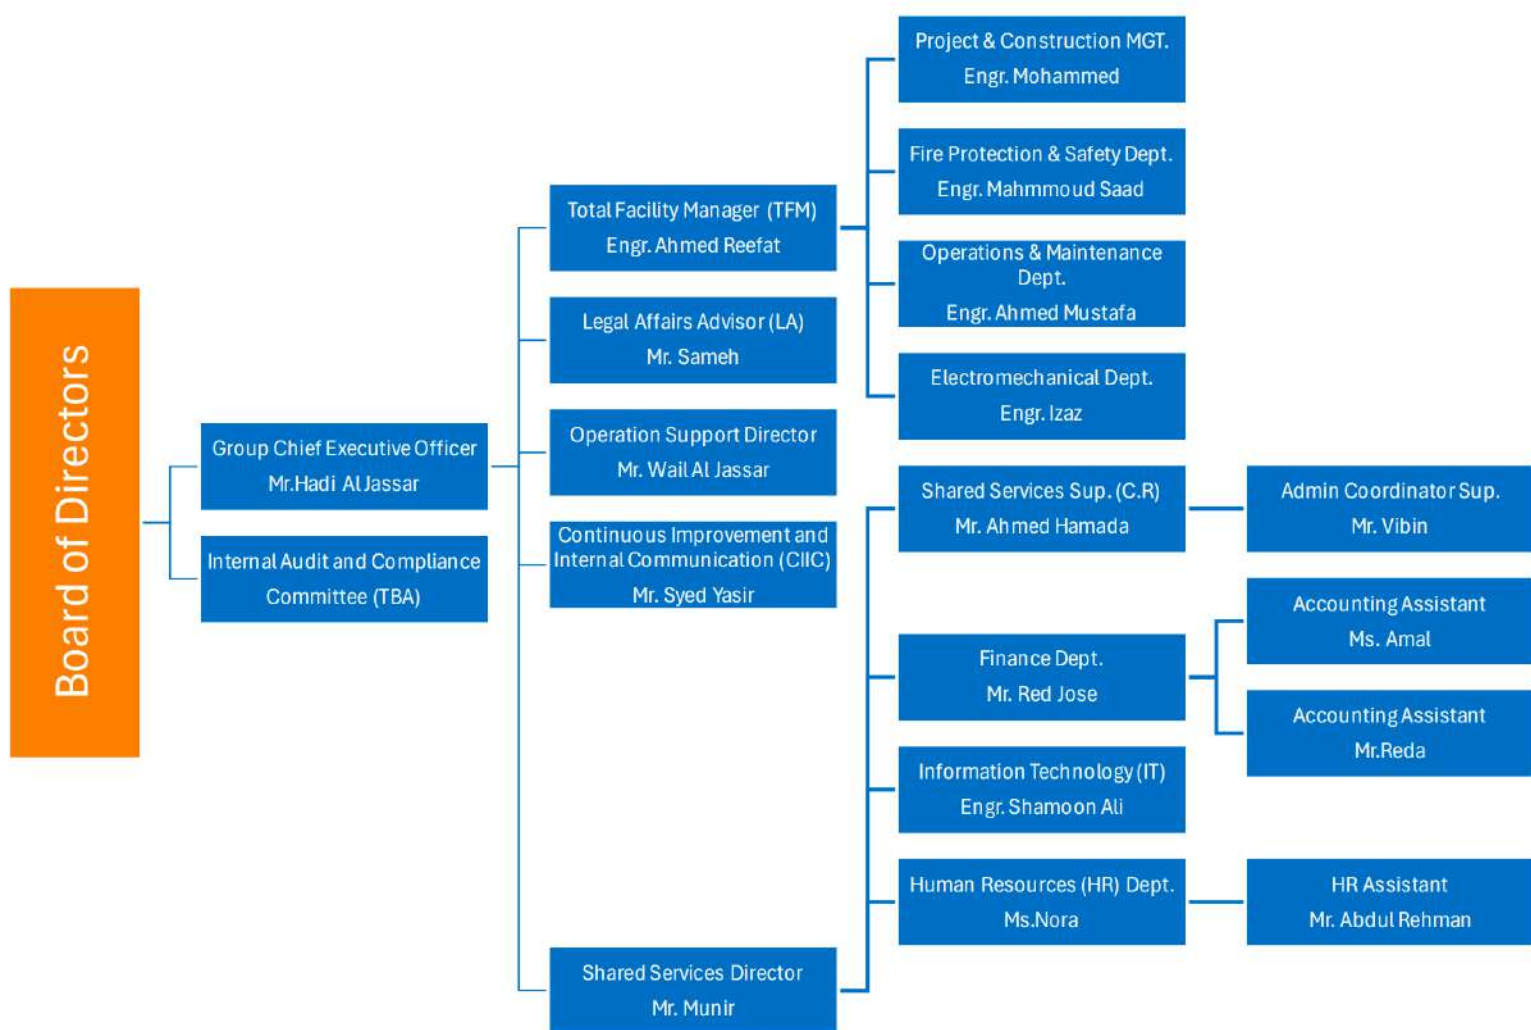 Board of Directors
Group Chief Executive Officer
Mr.Hadi Al Jassar
Internal Audit and Compliance
Committee (TBA)
Total Facility Manager (TFM)
Engr. Ahmed Reefat
Legal Affairs Advisor (LA)
Mr. Sameh
Operation Support Director
Mr. Wail Al Jassar
Continuous Improvement and
Internal Communication (CIIC)
Mr. Syed Yasir
Shared Services Director
Mr. Munir
Project & Construction MGT.
Engr. Mohammed
Fire Protection & Safety Dept.
Engr. Mahmmoud Saad
Operations & Maintenance
Dept.
Engr. Ahmed Mustafa
Electromechanical Dept.
Engr. Izaz
Shared Services Sup. (C.R)
Mr. Ahmed Hamada
Finance Dept.
Mr. Red Jose
Information Technology (IT)
Engr. Shamoon Ali
Human Resources (HR) Dept.
Ms.Nora
Admin Coordinator Sup.
Mr. Vibin
Accounting Assistant
Ms. Amal
Accounting Assistant
Mr.Reda
HR Assistant
Mr. Abdul Rehman